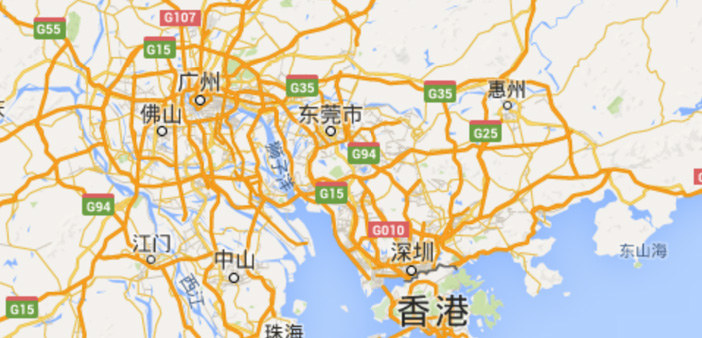 G107
G55
G15
广州
G35
G35
惠州
佛山
东莞市
G25
G94
狮子洋
G15
G94
G010
江门
中山
深圳
东山海
西江
G15
香港
珠海